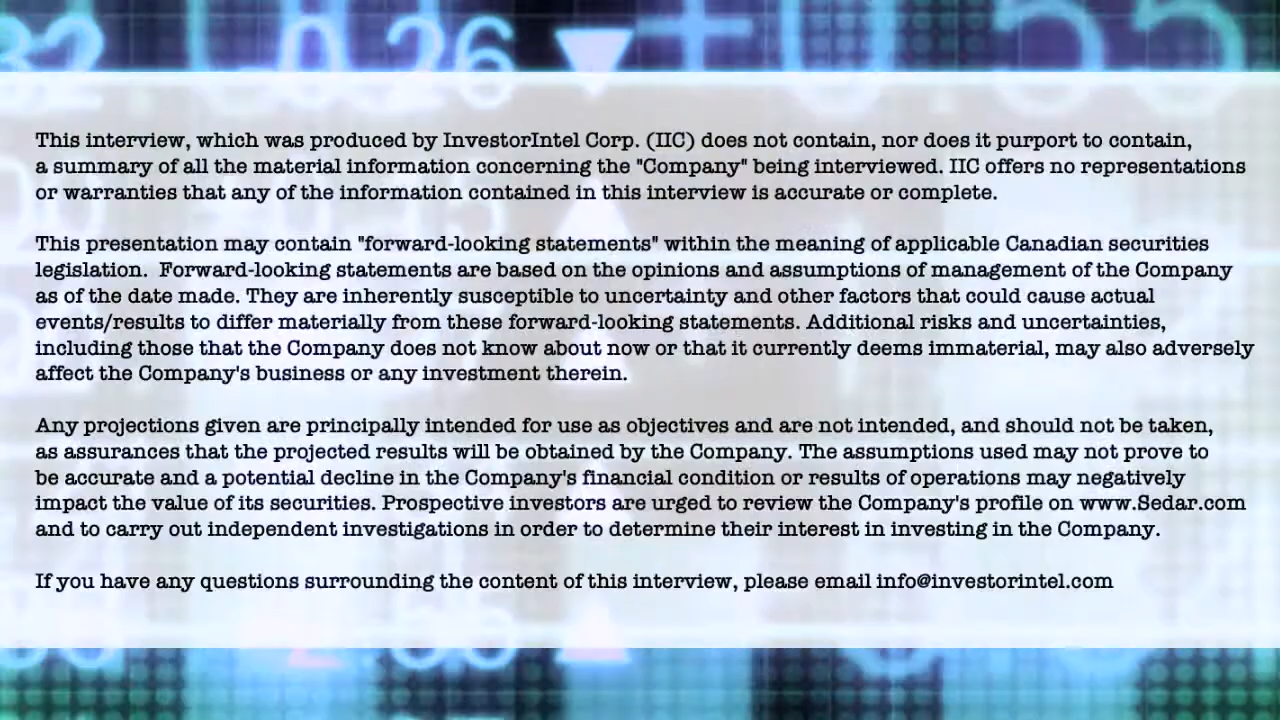 32 -0.26 ▼ +0.55
This interview, which was produced by InvestorIntel Corp. (IIC) does not contain, nor does it purport to contain,
a summary of all the material information concerning the "Company" being interviewed. IIC offers no representations
or warranties that any of the information contained in this interview is accurate or complete.
This presentation may contain "forward-looking statements" within the meaning of applicable Canadian securities
legislation.  Forward-looking statements are based on the opinions and assumptions of management of the Company
as of the date made. They are inherently susceptible to uncertainty and other factors that could cause actual
events/results to differ materially from these forward-looking statements. Additional risks and uncertainties,
including those that the Company does not know about now or that it currently deems immaterial, may also adversely
affect the Company's business or any investment therein.
Any projections given are principally intended for use as objectives and are not intended, and should not be taken,
as assurances that the projected results will be obtained by the Company. The assumptions used may not prove to
be accurate and a potential decline in the Company's financial condition or results of operations may negatively
impact the value of its securities. Prospective investors are urged to review the Company's profile on www.Sedar.com
and to carry out independent investigations in order to determine their interest in investing in the Company.
If you have any questions surrounding the content of this interview, please email info@investorintel.com